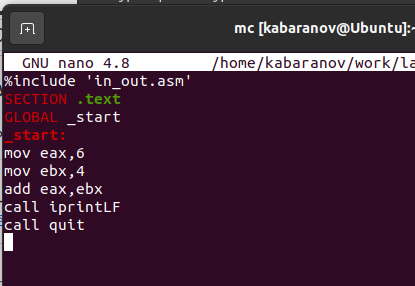 mc [kabaranov@Ubuntu]:~
GNU nano 4.8 /home/kabaranov/work/la
%include 'in_out.asm'
SECTION .text
GLOBAL _start
_start:
mov eax,6
mov ebx,4
add eax,ebx
call iprintLF
call quit